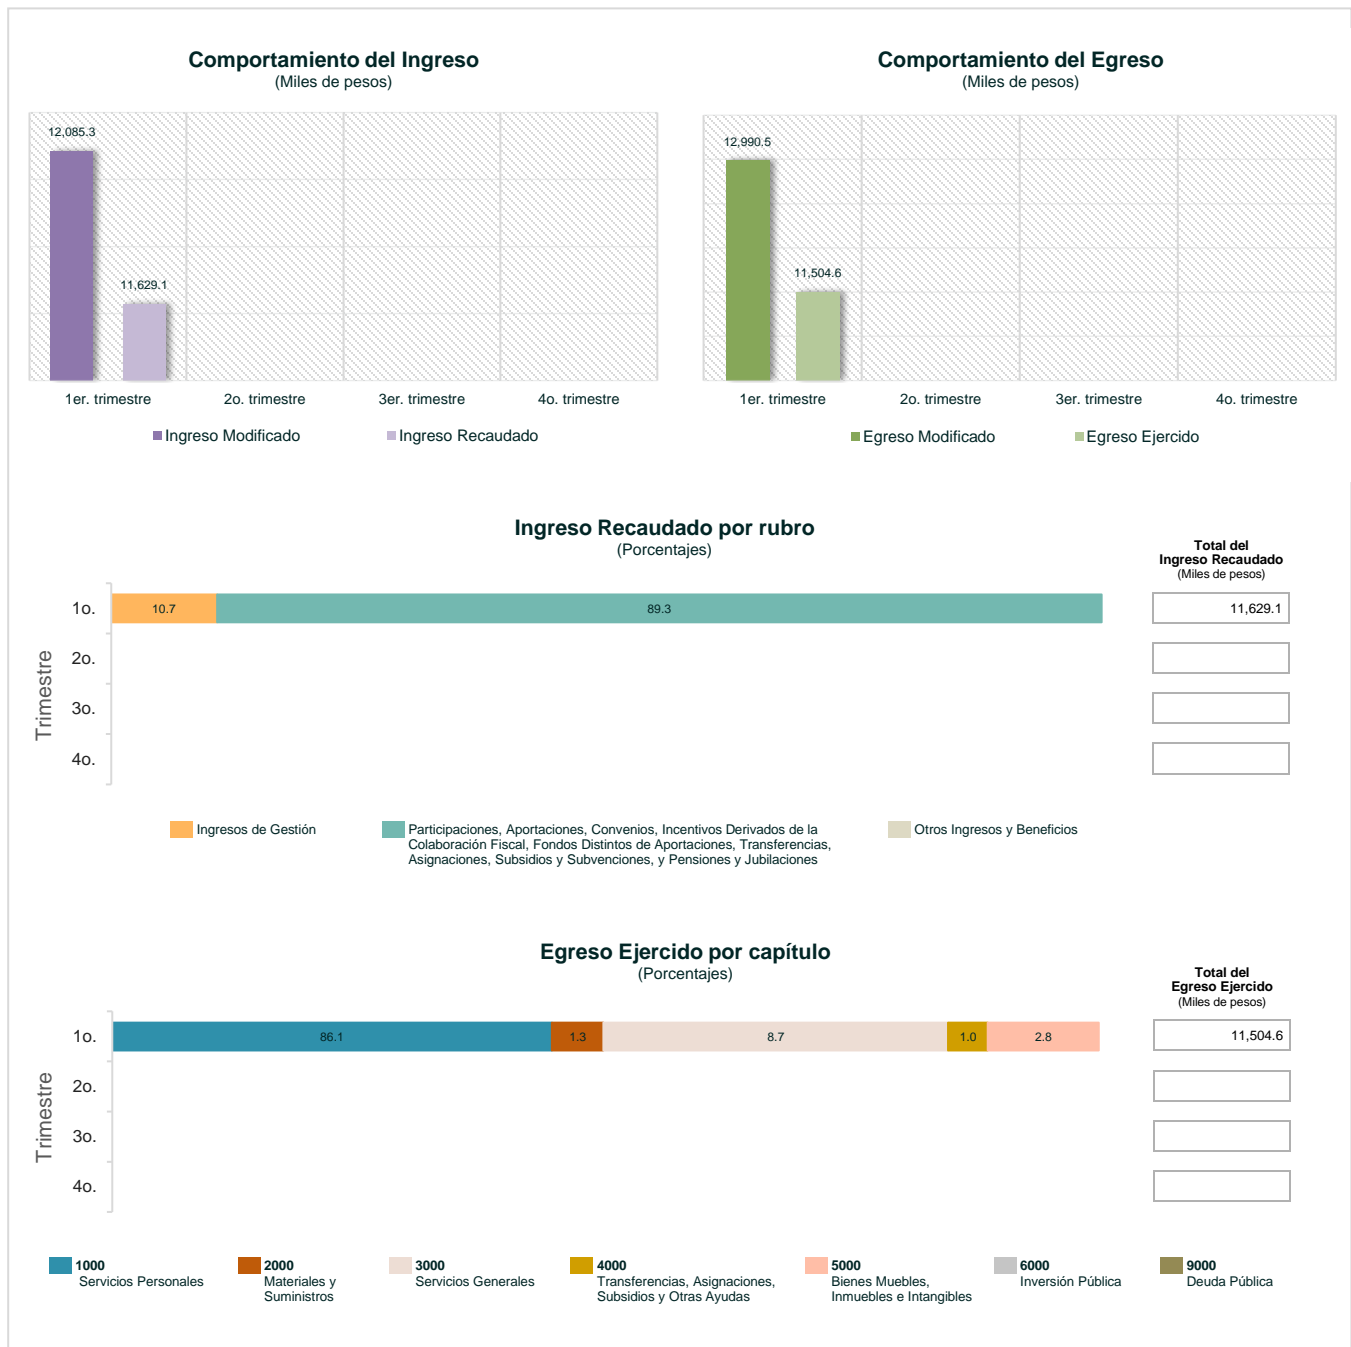 Comportamiento del Ingreso
(Miles de pesos)
12,085.3
11,629.1
1er. trimestre
2o. trimestre
3er. trimestre
4o. trimestre
Ingreso Modificado
Ingreso Recaudado
Comportamiento del Egreso
(Miles de pesos)
12,990.5
11,504.6
1er. trimestre
2o. trimestre
3er. trimestre
4o. trimestre
Egreso Modificado
Egreso Ejercido
Ingreso Recaudado por rubro
(Porcentajes)
Total del
Ingreso Recaudado
(Miles de pesos)
Trimestre
1o.
10.7
89.3
11,629.1
2o.
3o.
4o.
Ingresos de Gestión
Participaciones, Aportaciones, Convenios, Incentivos Derivados de la
Colaboración Fiscal, Fondos Distintos de Aportaciones, Transferencias,
Asignaciones, Subsidios y Subvenciones, y Pensiones y Jubilaciones
Otros Ingresos y Beneficios
Egreso Ejercido por capítulo
(Porcentajes)
Total del
Egreso Ejercido
(Miles de pesos)
Trimestre
1o.
86.1
1.3
8.7
1.0
2.8
11,504.6
2o.
3o.
4o.
1000
Servicios Personales
2000
Materiales y
Suministros
3000
Servicios Generales
4000
Transferencias, Asignaciones,
Subsidios y Otras Ayudas
5000
Bienes Muebles,
Inmuebles e Intangibles
6000
Inversión Pública
9000
Deuda Pública